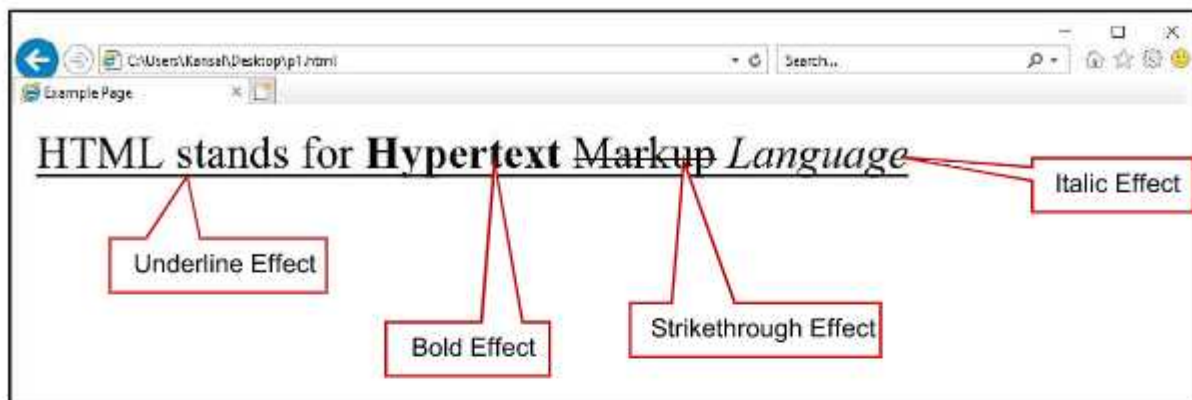 C:\Users\Kansal\Desktop\p1.html
Search...
Example Page
HTML stands for Hypertext Markup Language
Italic Effect
Underline Effect
Strikethrough Effect
Bold Effect